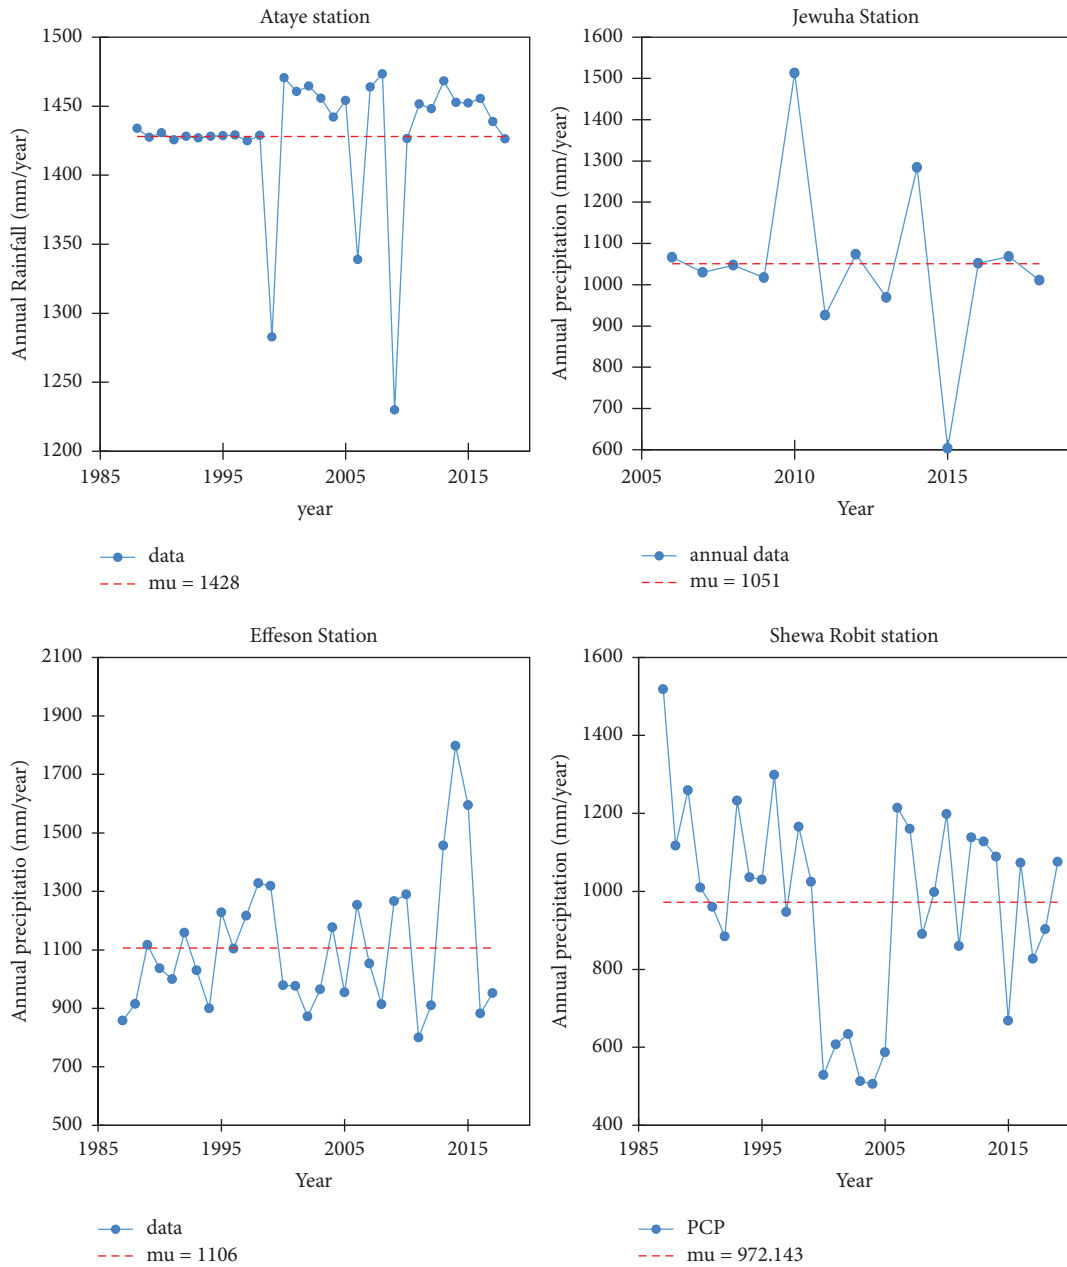 Ataye station
1500
1450
1400
1350
1300
1250
1200
Annual Rainfall (mm/year)
1985 1995 2005 2015
year
data
mu = 1428
Jewuha Station
1600
1500
1400
1300
1200
1100
1000
900
800
700
600
Annual precipitation (mm/year)
2005 2010 2015
Year
annual data
mu = 1051
Effeson Station
2100
1900
1700
1500
1300
1100
900
700
500
Annual precipitatio (mm/year)
1985 1995 2005 2015
Year
data
mu = 1106
Shewa Robit station
1600
1400
1200
1000
800
600
400
Annual precipitation (mm/year)
1985 1995 2005 2015
Year
PCP
mu = 972.143